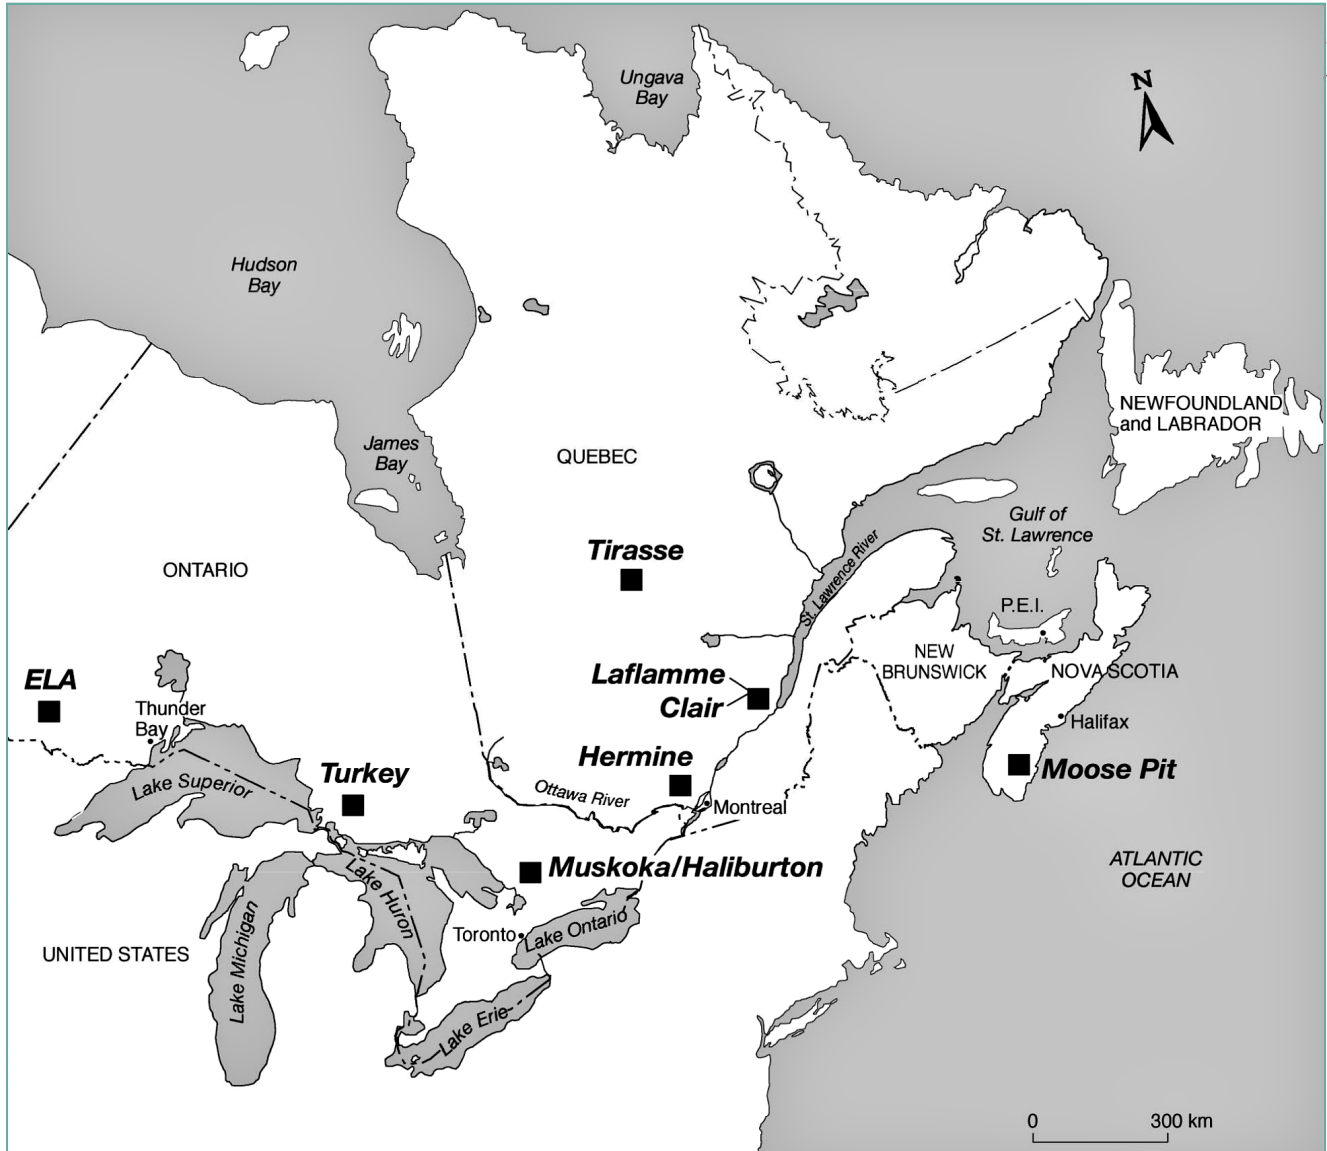 Ungava
Bay
N
Hudson
Bay
NEWFOUNDLAND
and LABRADOR
James
Bay
QUEBEC
Gulf of
St. Lawrence
Tirasse
St. Lawrence River
ONTARIO
P.E.I.
NEW
BRUNSWICK
NOVA SCOTIA
ELA
Laflamme
Clair
Thunder
Bay
Halifax
Hermine
Moose Pit
Turkey
Lake Superior
Ottawa River
Montreal
Muskoka/Haliburton
ATLANTIC
OCEAN
Lake Huron
Lake Michigan
Toronto
Lake Ontario
UNITED STATES
Lake Erie
0 300 km